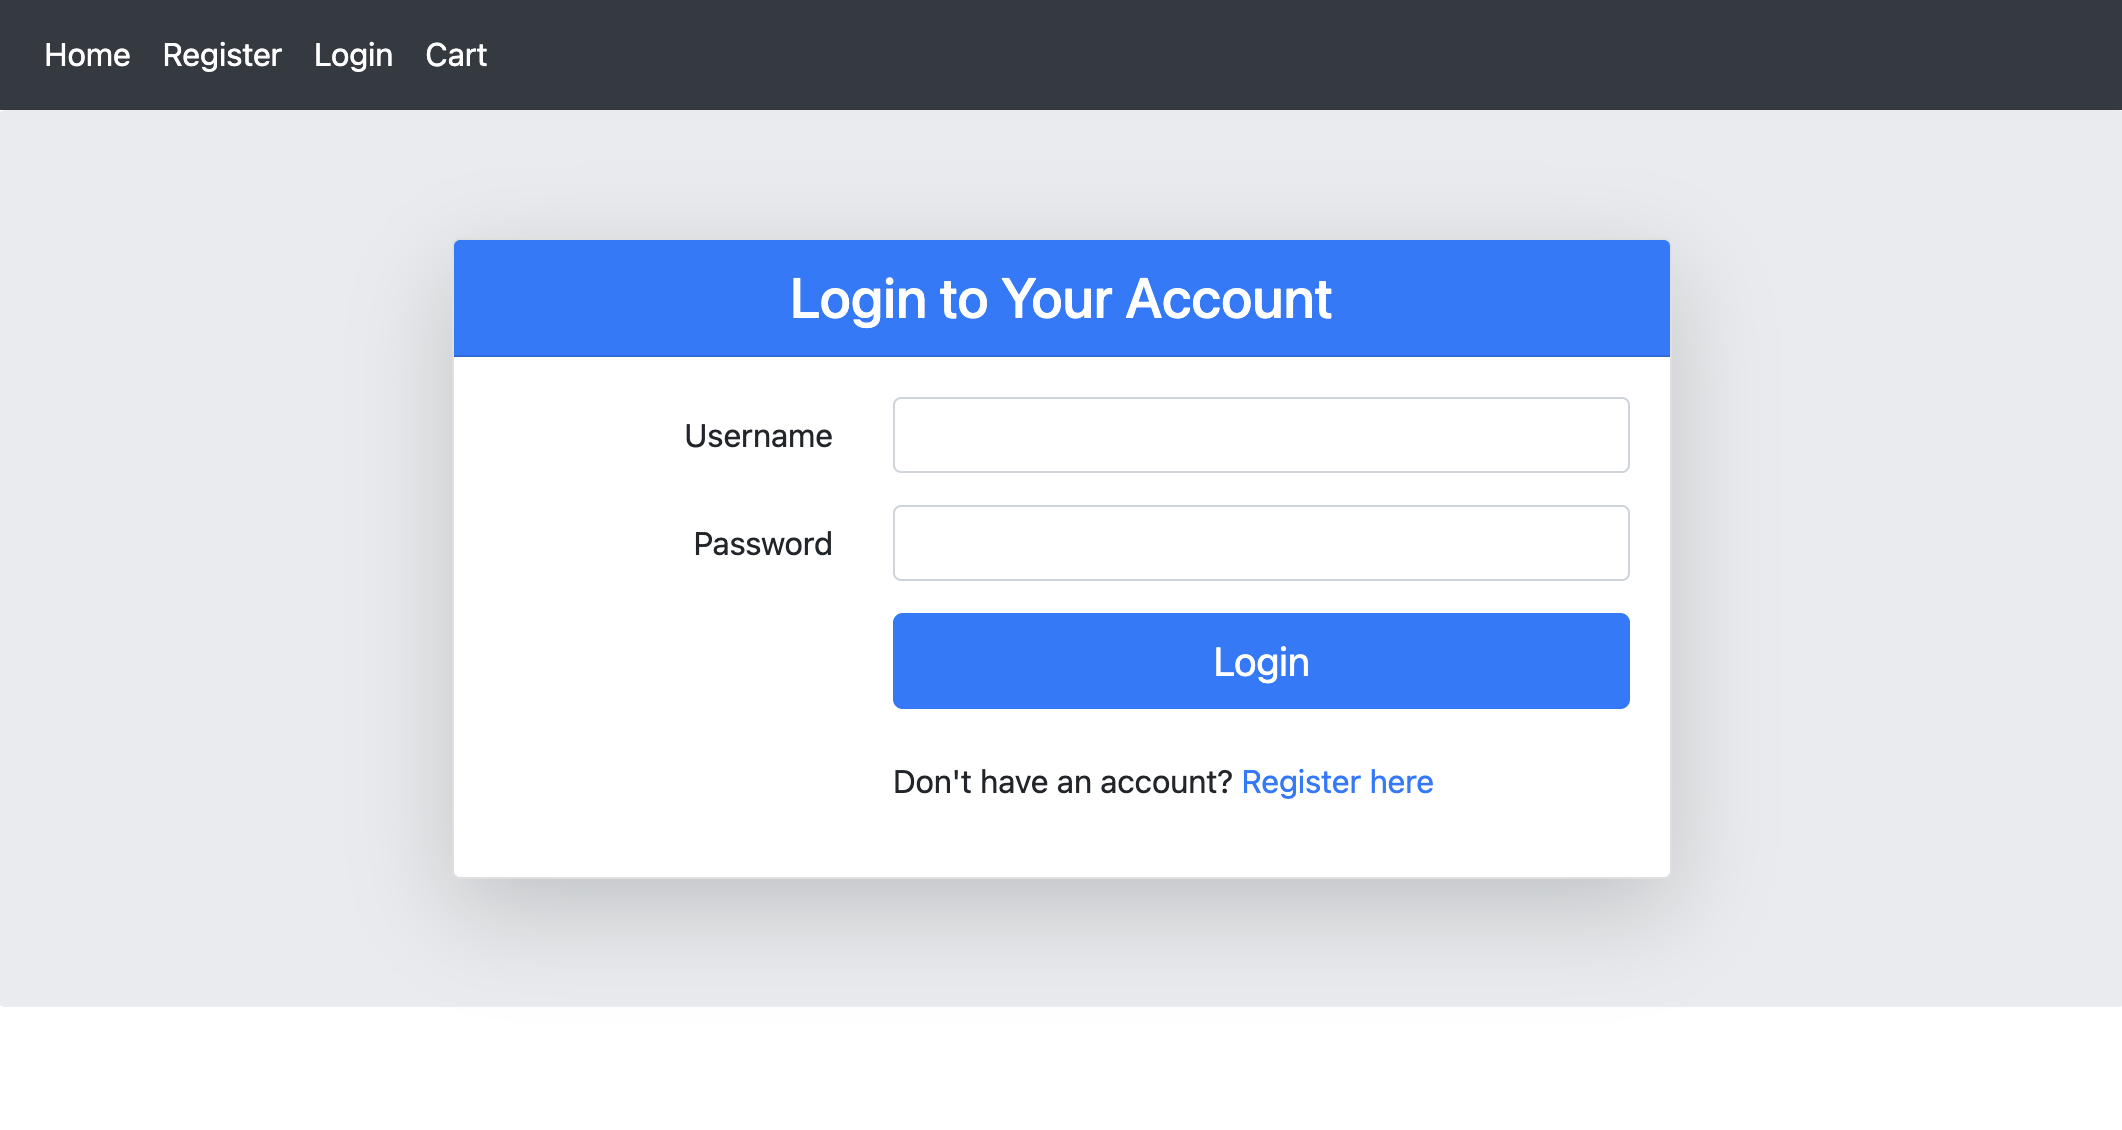 Home Register Login Cart
Login to Your Account
Username
Password
Login
Don't have an account? Register here